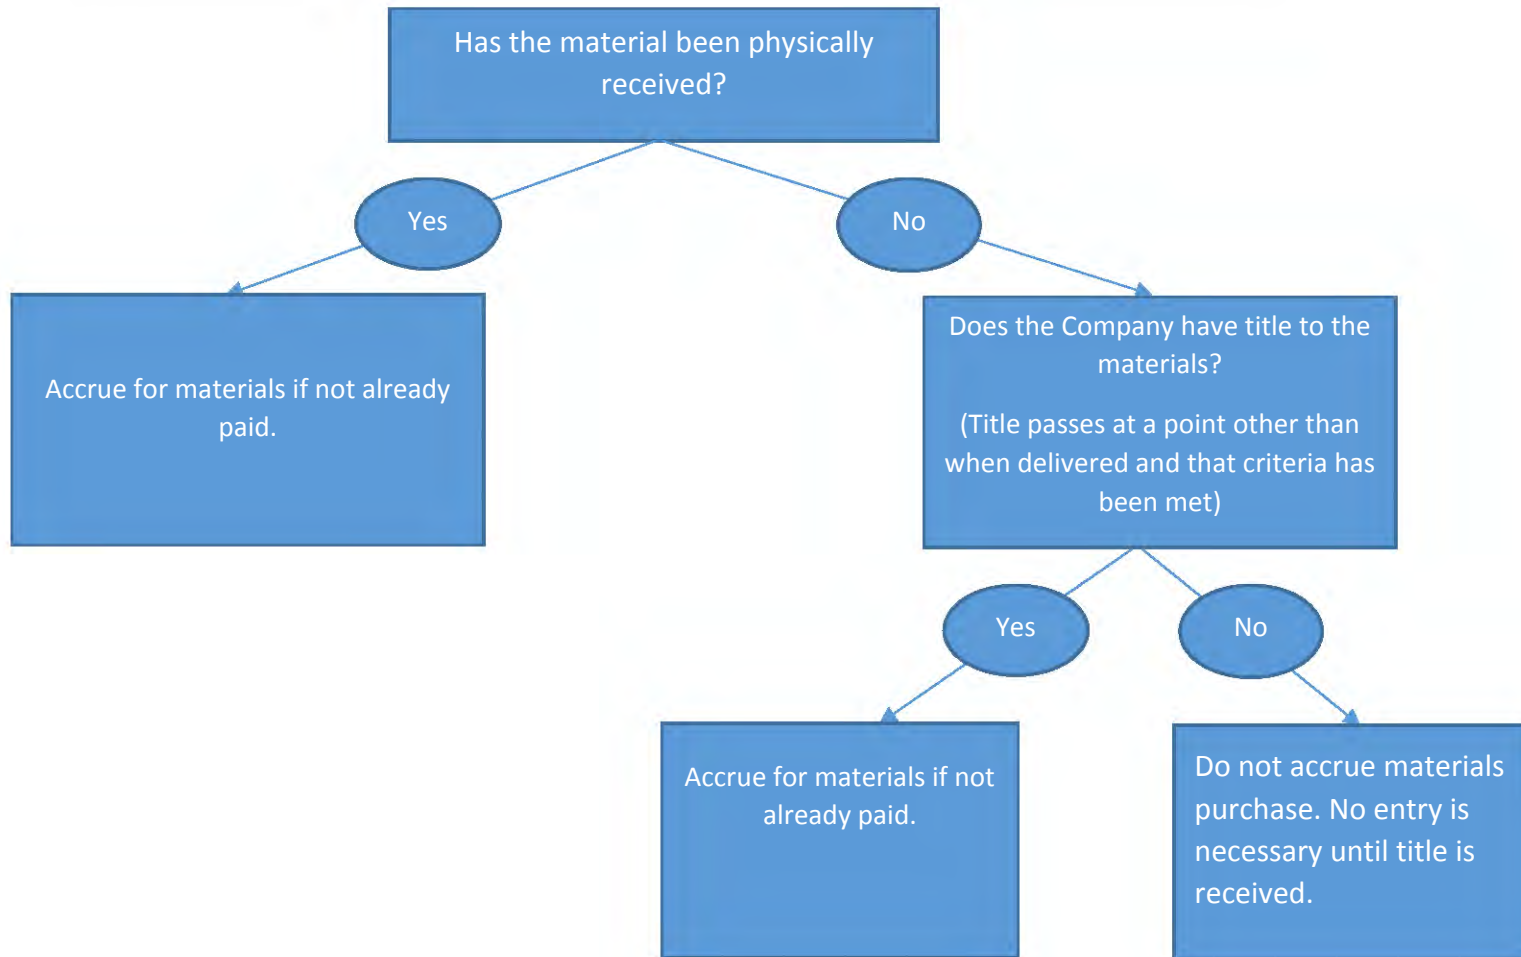 Has the material been physically
received?
Yes
No
Accrue for materials if not already
paid.
Does the Company have title to the
materials?
(Title passes at a point other than
when delivered and that criteria has
been met)
Yes
No
Accrue for materials if not
already paid.
Do not accrue materials
purchase. No entry is
necessary until title is
received.